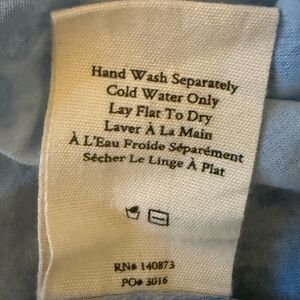 Hand Wash Separately
Cold Water Only
Lay Flat To Dry
Laver À La Main
À L'Eau Froide Séparément
Sécher Le Linge À Plat
RN# 140873
PO# 3016